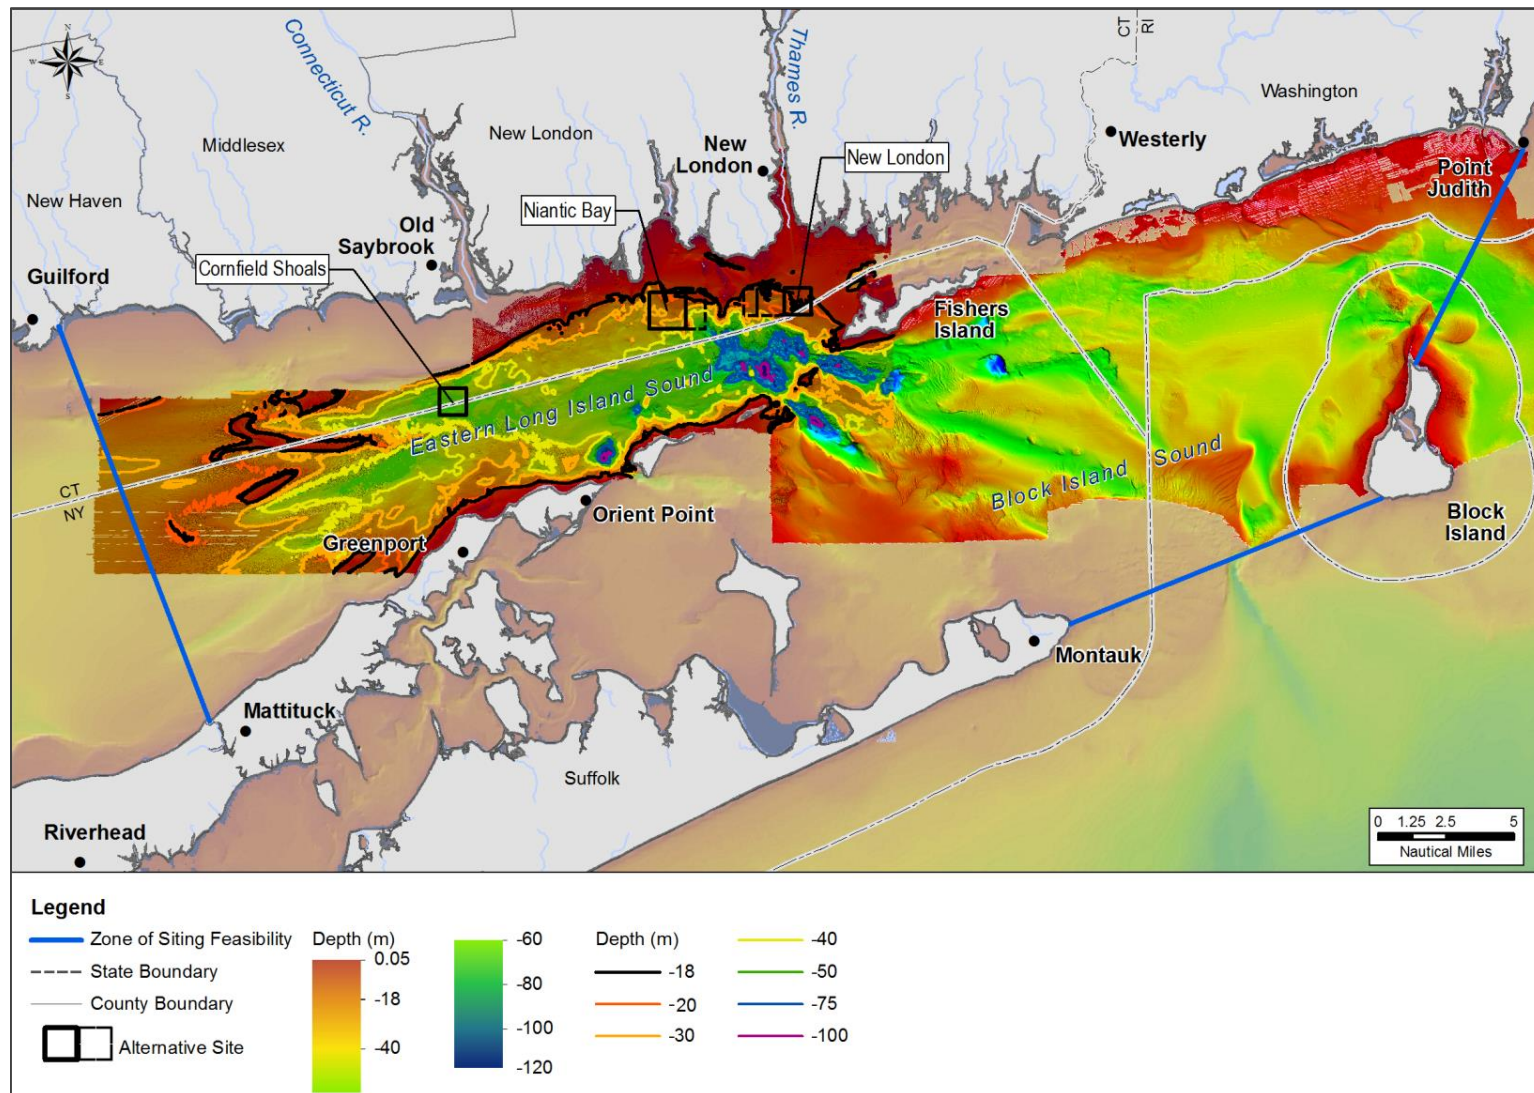 N
W
E
S
Connecticut R.
Thames R.
CT
RI
Washington
New London
Middlesex
Westerly
New
London
New London
Point
Judith
New Haven
Niantic Bay
Old
Saybrook
Cornfield Shoals
Guilford
Fishers
Island
Eastern Long Island Sound
Block Island Sound
CT
NY
Orient Point
Block
Island
Greenport
Montauk
Mattituck
Suffolk
Riverhead
0 1.25 2.5 5
Nautical Miles
Legend
Zone of Siting Feasibility
State Boundary
County Boundary
Alternative Site
Depth (m)
0.05
-18
-40
-60
-80
-100
-120
Depth (m)
-18
-20
-30
-40
-50
-75
-100